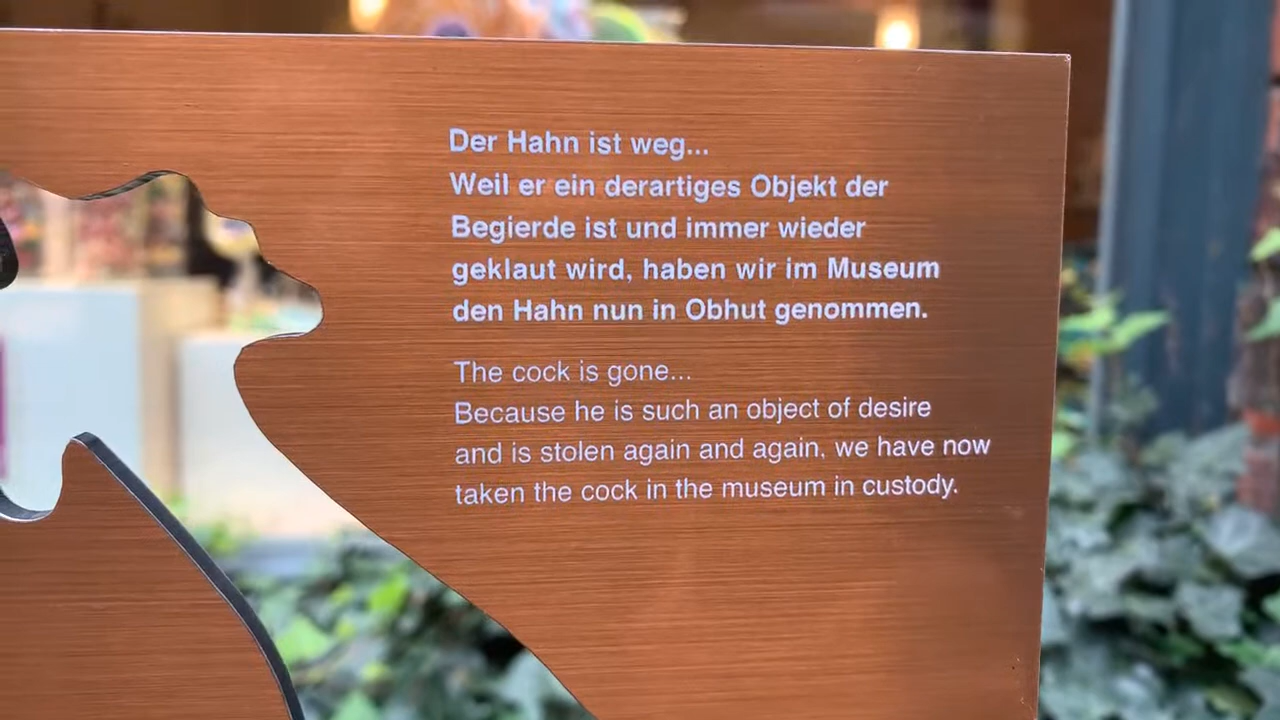 Der Hahn ist weg...
Weil er ein derartiges Objekt der
Begierde ist und immer wieder
geklaut wird, haben wir im Museum
den Hahn nun in Obhut genommen.
The cock is gone...
Because he is such an object of desire
and is stolen again and again, we have now
taken the cock in the museum in custody.